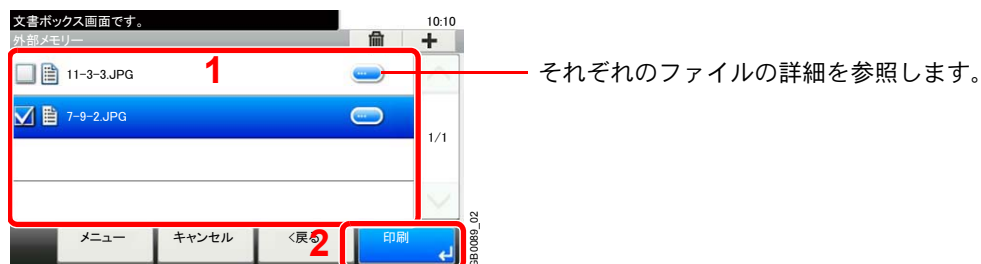 文書ボックス画面です。 10:10
外部メモリー
11-3-3.JPG 1
それぞれのファイルの詳細を参照します。
7-9-2.JPG
1/1
メニュー キャンセル <戻る 2 印刷
GB0089_02